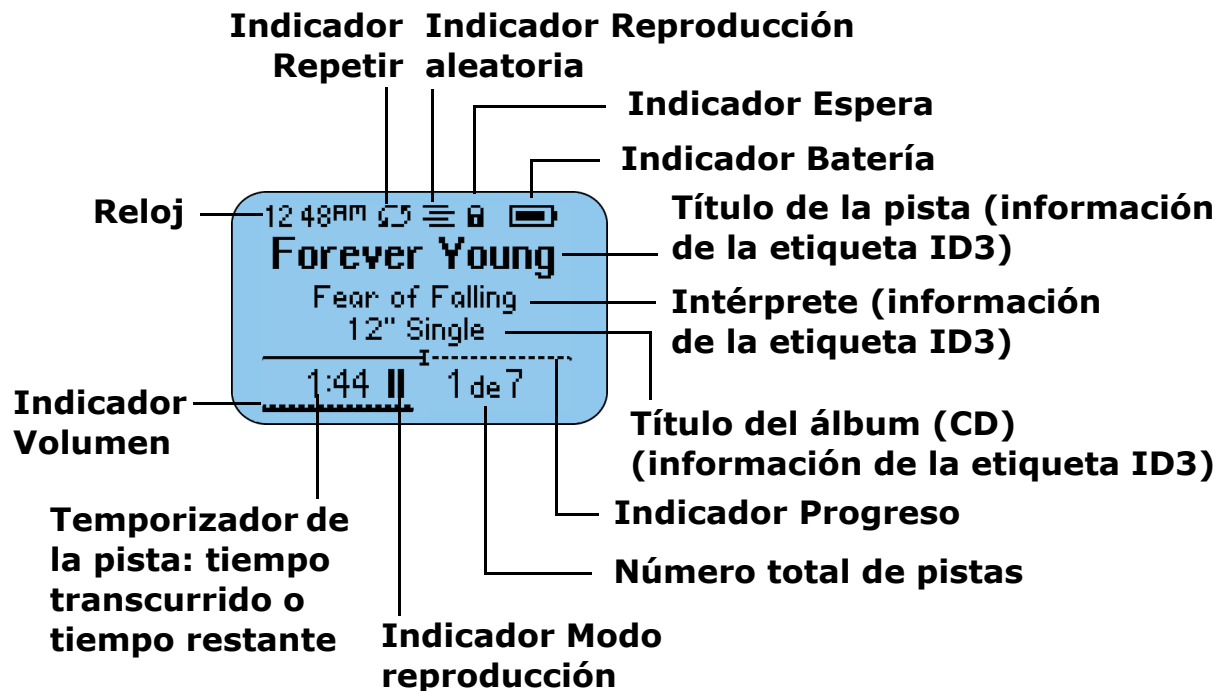 Indicador Repetir
Indicador Reproducción aleatoria
Indicador Espera
Indicador Batería
Reloj
12 48AM
Forever Young
Fear of Falling
12" Single
1:44
1 de 7
Título de la pista (información
de la etiqueta ID3)
Intérprete (información
de la etiqueta ID3)
Indicador
Volumen
Título del álbum (CD)
(información de la etiqueta ID3)
Indicador Progreso
Temporizador de
la pista: tiempo
transcurrido o
tiempo restante
Número total de pistas
Indicador Modo
reproducción